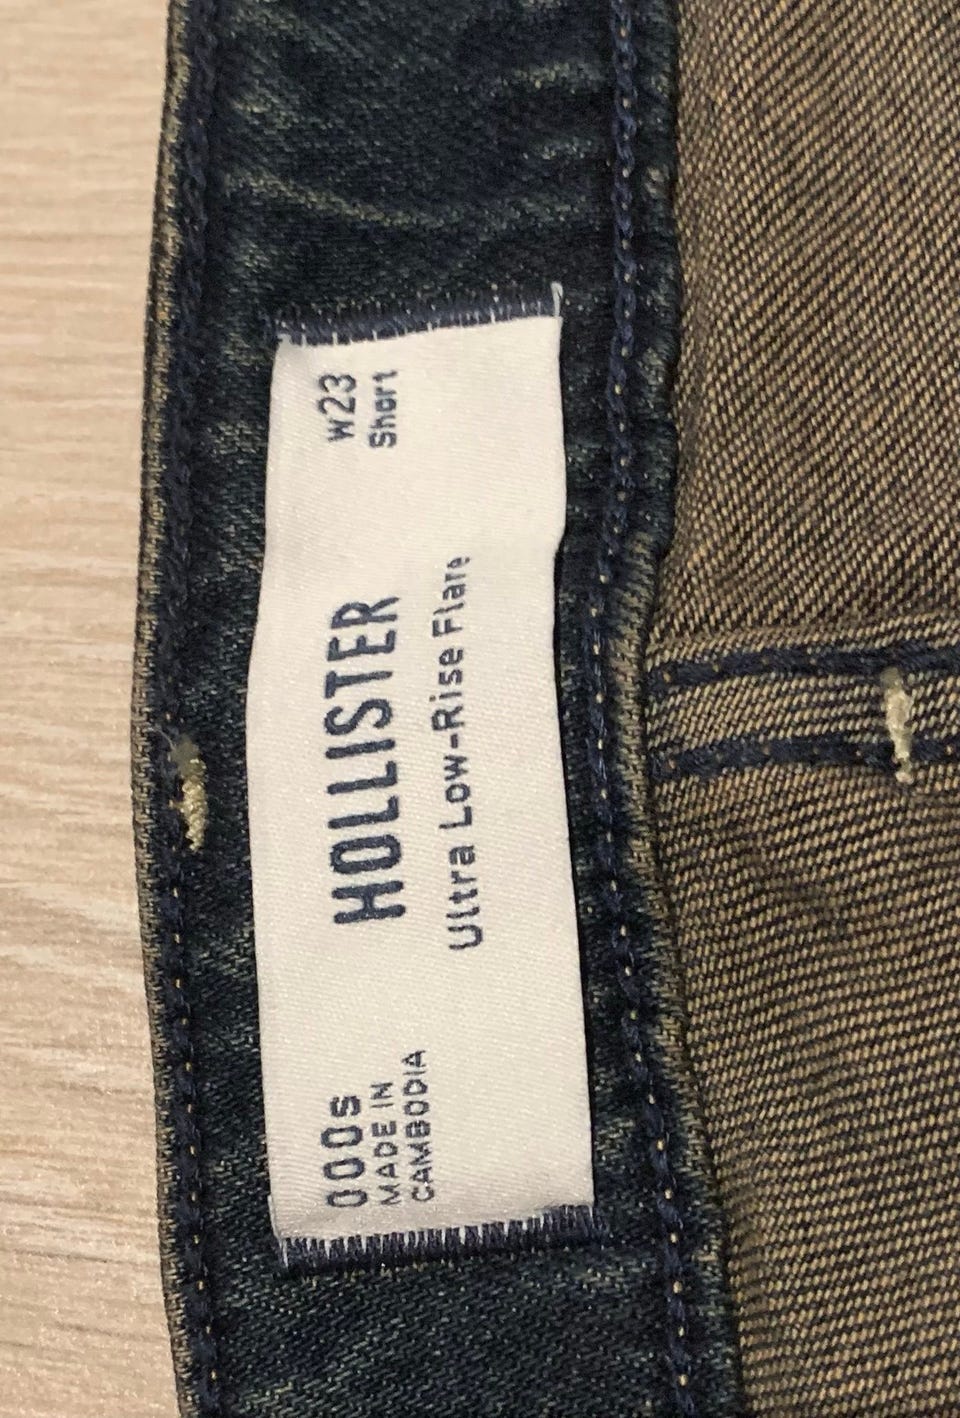 000s
MADE IN
CAMBODIA
HOLLISTER
Ultra Low-Rise Flare
W23
Short